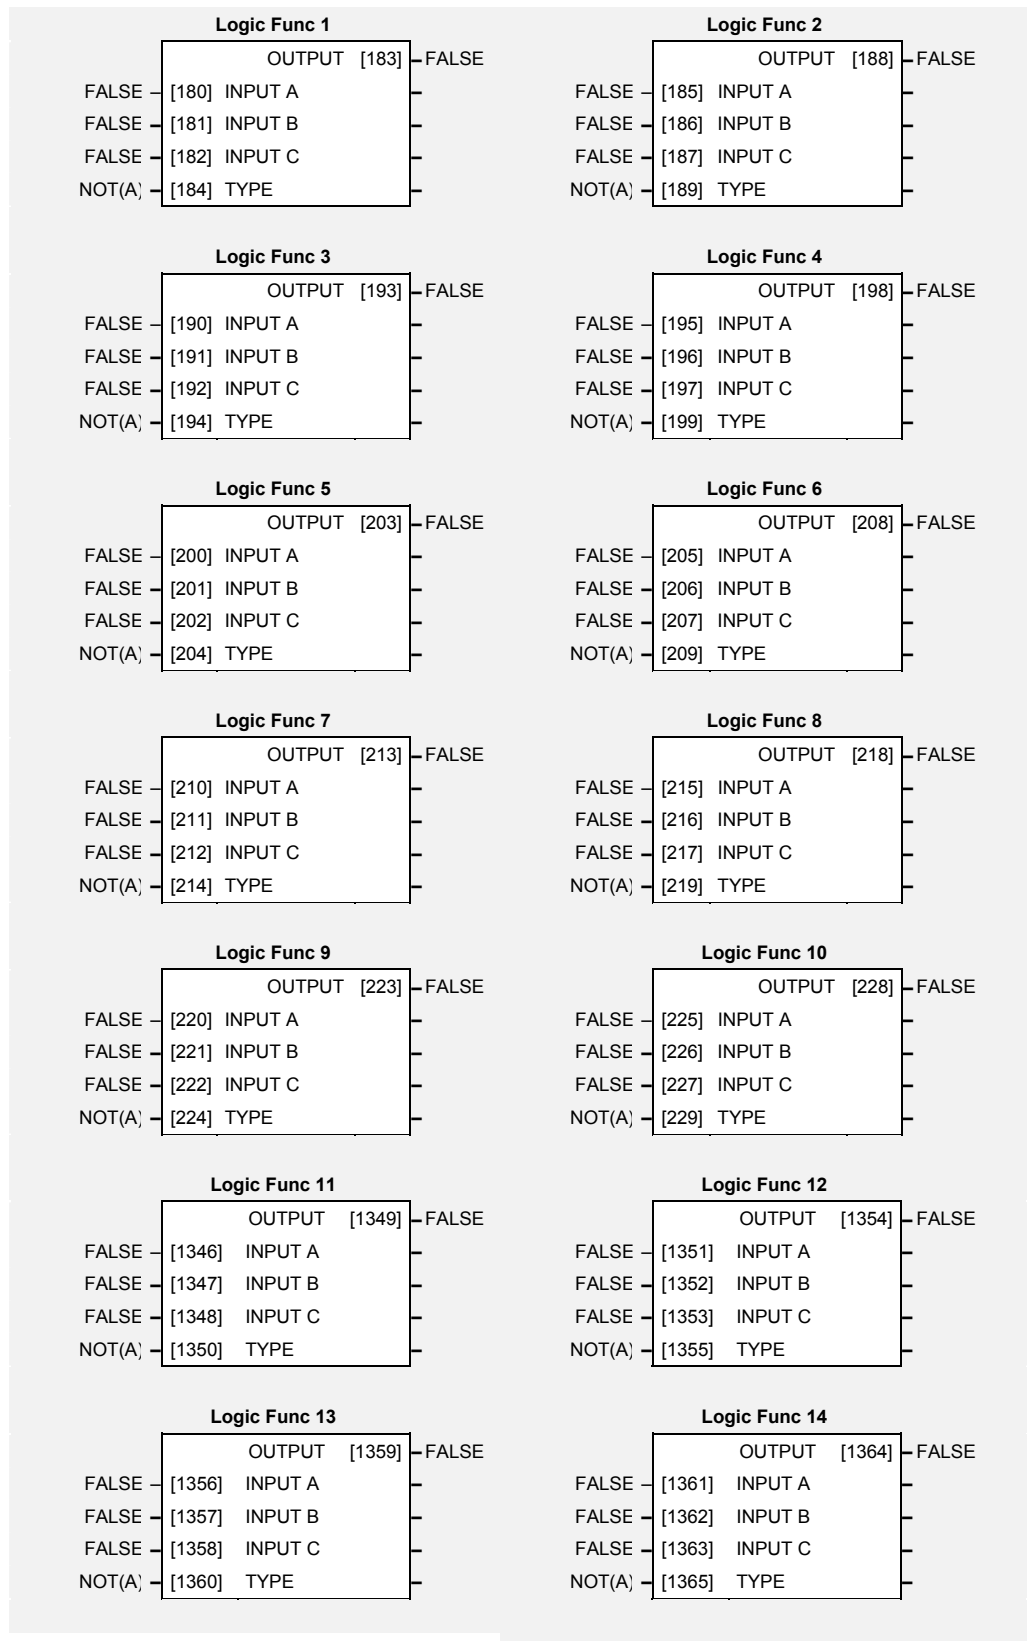 Logic Func 1
OUTPUT [183] FALSE
FALSE [180] INPUT A
FALSE [181] INPUT B
FALSE [182] INPUT C
NOT(A) [184] TYPE
Logic Func 2
OUTPUT [188] FALSE
FALSE [185] INPUT A
FALSE [186] INPUT B
FALSE [187] INPUT C
NOT(A) [189] TYPE
Logic Func 3
OUTPUT [193] FALSE
FALSE [190] INPUT A
FALSE [191] INPUT B
FALSE [192] INPUT C
NOT(A) [194] TYPE
Logic Func 4
OUTPUT [198] FALSE
FALSE [195] INPUT A
FALSE [196] INPUT B
FALSE [197] INPUT C
NOT(A) [199] TYPE
Logic Func 5
OUTPUT [203] FALSE
FALSE [200] INPUT A
FALSE [201] INPUT B
FALSE [202] INPUT C
NOT(A) [204] TYPE
Logic Func 6
OUTPUT [208] FALSE
FALSE [205] INPUT A
FALSE [206] INPUT B
FALSE [207] INPUT C
NOT(A) [209] TYPE
Logic Func 7
OUTPUT [213] FALSE
FALSE [210] INPUT A
FALSE [211] INPUT B
FALSE [212] INPUT C
NOT(A) [214] TYPE
Logic Func 8
OUTPUT [218] FALSE
FALSE [215] INPUT A
FALSE [216] INPUT B
FALSE [217] INPUT C
NOT(A) [219] TYPE
Logic Func 9
OUTPUT [223] FALSE
FALSE [220] INPUT A
FALSE [221] INPUT B
FALSE [222] INPUT C
NOT(A) [224] TYPE
Logic Func 10
OUTPUT [228] FALSE
FALSE [225] INPUT A
FALSE [226] INPUT B
FALSE [227] INPUT C
NOT(A) [229] TYPE
Logic Func 11
OUTPUT [1349] FALSE
FALSE [1346] INPUT A
FALSE [1347] INPUT B
FALSE [1348] INPUT C
NOT(A) [1350] TYPE
Logic Func 12
OUTPUT [1354] FALSE
FALSE [1351] INPUT A
FALSE [1352] INPUT B
FALSE [1353] INPUT C
NOT(A) [1355] TYPE
Logic Func 13
OUTPUT [1359] FALSE
FALSE [1356] INPUT A
FALSE [1357] INPUT B
FALSE [1358] INPUT C
NOT(A) [1360] TYPE
Logic Func 14
OUTPUT [1364] FALSE
FALSE [1361] INPUT A
FALSE [1362] INPUT B
FALSE [1363] INPUT C
NOT(A) [1365] TYPE